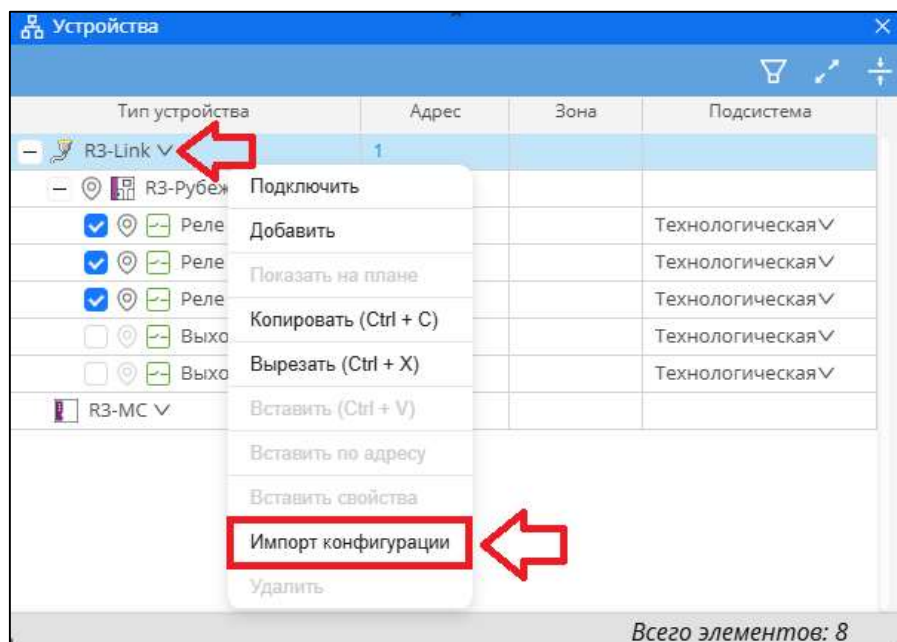 Устройства
Тип устройства Адрес Зона Подсистема
R3-Link 1
R3-Рубеж
Реле Технологическая
Реле Технологическая
Реле Технологическая
Выхо Технологическая
Выхо Технологическая
R3-МС
Подключить
Добавить
Показать на плане
Копировать (Ctrl + C)
Вырезать (Ctrl + X)
Вставить (Ctrl + V)
Вставить по адресу
Вставить свойства
Импорт конфигурации
Удалить
Всего элементов: 8